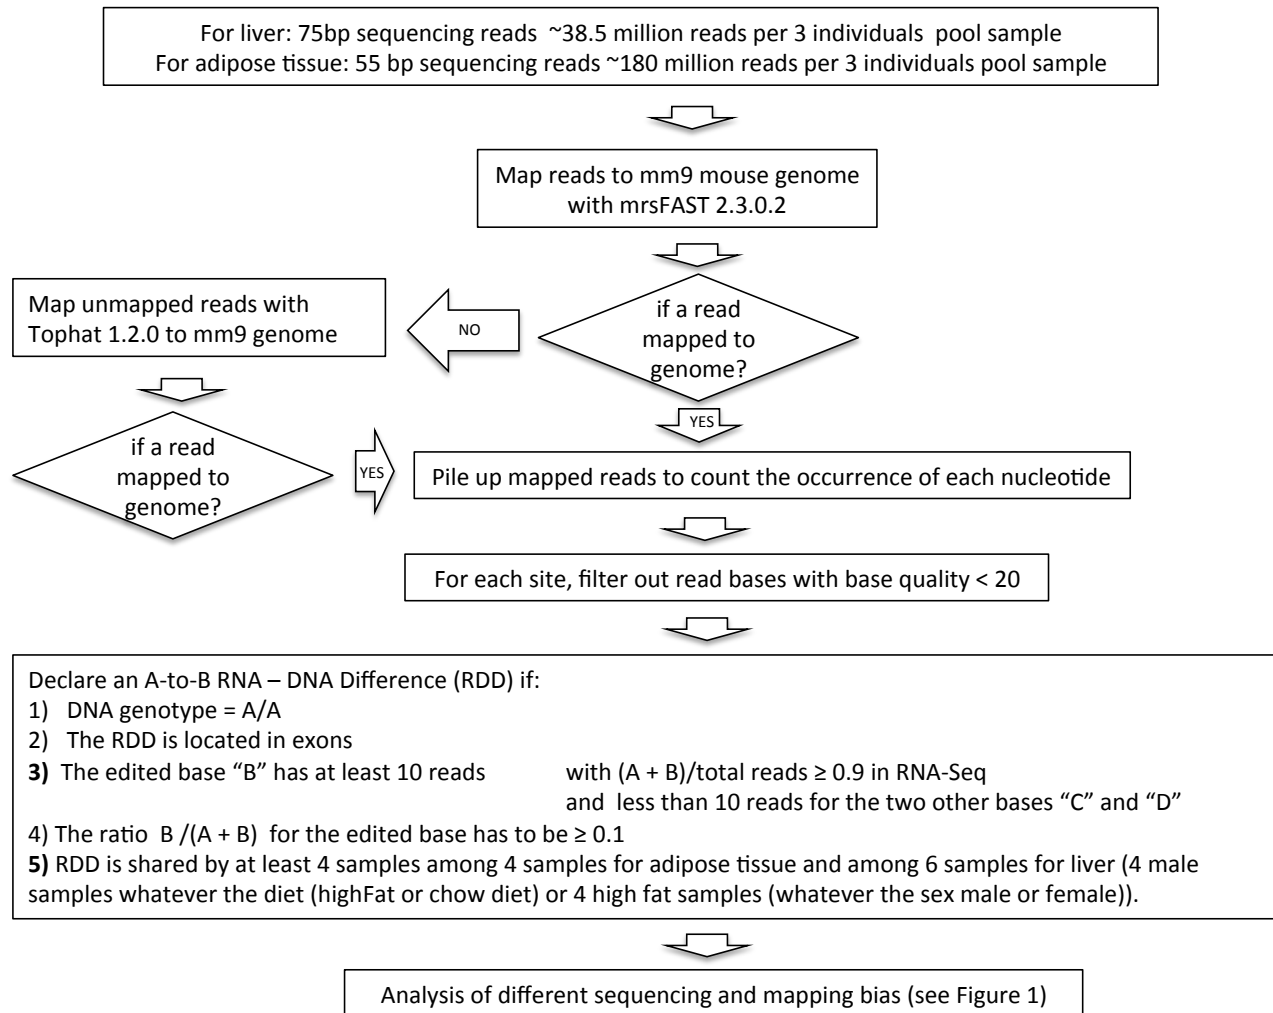 For liver: 75bp sequencing reads ~38.5 million reads per 3 individuals pool sample
For adipose tissue: 55 bp sequencing reads ~180 million reads per 3 individuals pool sample
Map reads to mm9 mouse genome
with mrsFAST 2.3.0.2
if a read
mapped to
genome?
NO
Map unmapped reads with
Tophat 1.2.0 to mm9 genome
if a read
mapped to
genome?
YES
YES
Pile up mapped reads to count the occurrence of each nucleotide
For each site, filter out read bases with base quality < 20
Declare an A-to-B RNA – DNA Difference (RDD) if:
1) DNA genotype = A/A
2) The RDD is located in exons
3) The edited base “B” has at least 10 reads with (A + B)/total reads ≥ 0.9 in RNA-Seq
and less than 10 reads for the two other bases “C” and “D”
4) The ratio B /(A + B) for the edited base has to be ≥ 0.1
5) RDD is shared by at least 4 samples among 4 samples for adipose tissue and among 6 samples for liver (4 male
samples whatever the diet (highFat or chow diet) or 4 high fat samples (whatever the sex male or female)).
Analysis of different sequencing and mapping bias (see Figure 1)